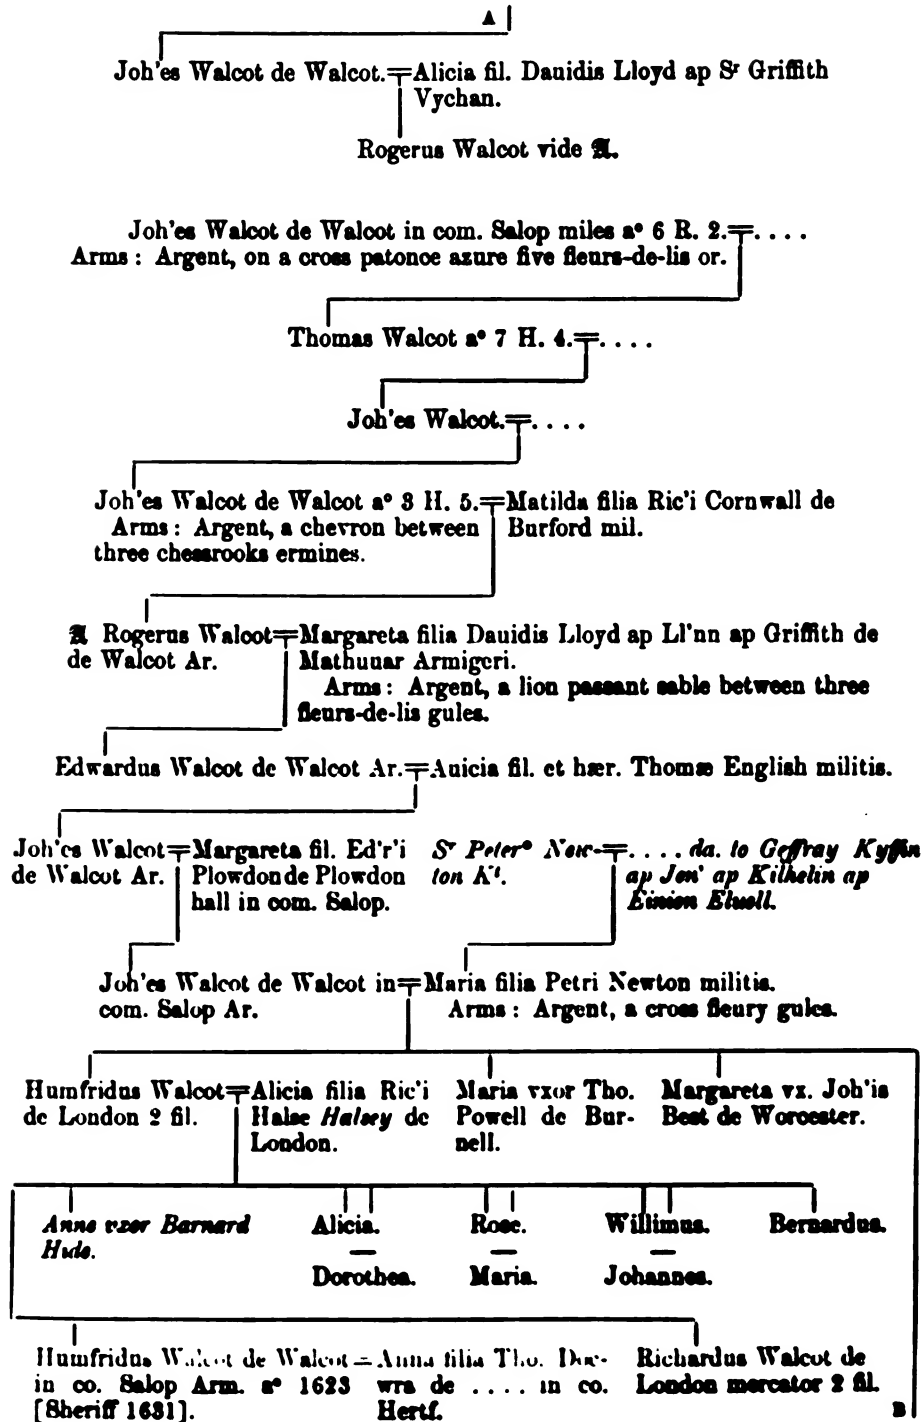 A
Joh'es Walcot de Walcot.=Alicia fil. Dauidis Lloyd ap Sr Griffith
Vychan.
Rogerus Walcot vide A.
Joh'es Walcot de Walcot in com. Salop miles ao 6 R. 2.=....
Arms : Argent, on a cross patonce azure five fleurs-de-lis or.
Thomas Walcot ao 7 H. 4.=....
Joh'es Walcot.=....
Joh'es Walcot de Walcot ao 3 H. 5.=Matilda filia Ric'i Cornwall de
Arms : Argent, a chevron between Burford mil.
three chessrooks ermines.
A Rogerus Walcot=Margareta filia Dauidis Lloyd ap Ll'nn ap Griffith de
de Walcot Ar. Mathunar Armigeri.
Arms : Argent, a lion passant sable between three
fleurs-de-lis gules.
Edwardus Walcot de Walcot Ar.=Auicia fil. et hær. Thomæ English militis.
Joh'es Walcot=Margareta fil. Ed'r'i Sr Petere New-=....da. to Geffray Kyffin
de Walcot Ar. Plowdon de Plowdon ton Kt. ap Jen' ap Kilhelin ap
hall in com. Salop. Einion Eluell.
Joh'es Walcot de Walcot in=Maria filia Petri Newton militis.
com. Salop Ar. Arms : Argent, a cross fleury gules.
Humfridus Walcot=Alicia filia Ric'i Maria vxor Tho. Margareta vx. Joh'is
de London 2 fil. Halse Halsey de Powell de Bur- Best de Worcester.
London. nell.
Anne vxor Barnard Alicia. Rose. Willimus. Bernardus.
Hide. — — —
Dorothea. Maria. Johannes.
Humfridus Walcot de Walcot=Anna filia Tho. Doc- Richardus Walcot de
in co. Salop Arm. ao 1623 wra de .... in co. London mercator 2 fil.
[Sheriff 1631]. Hertf. B